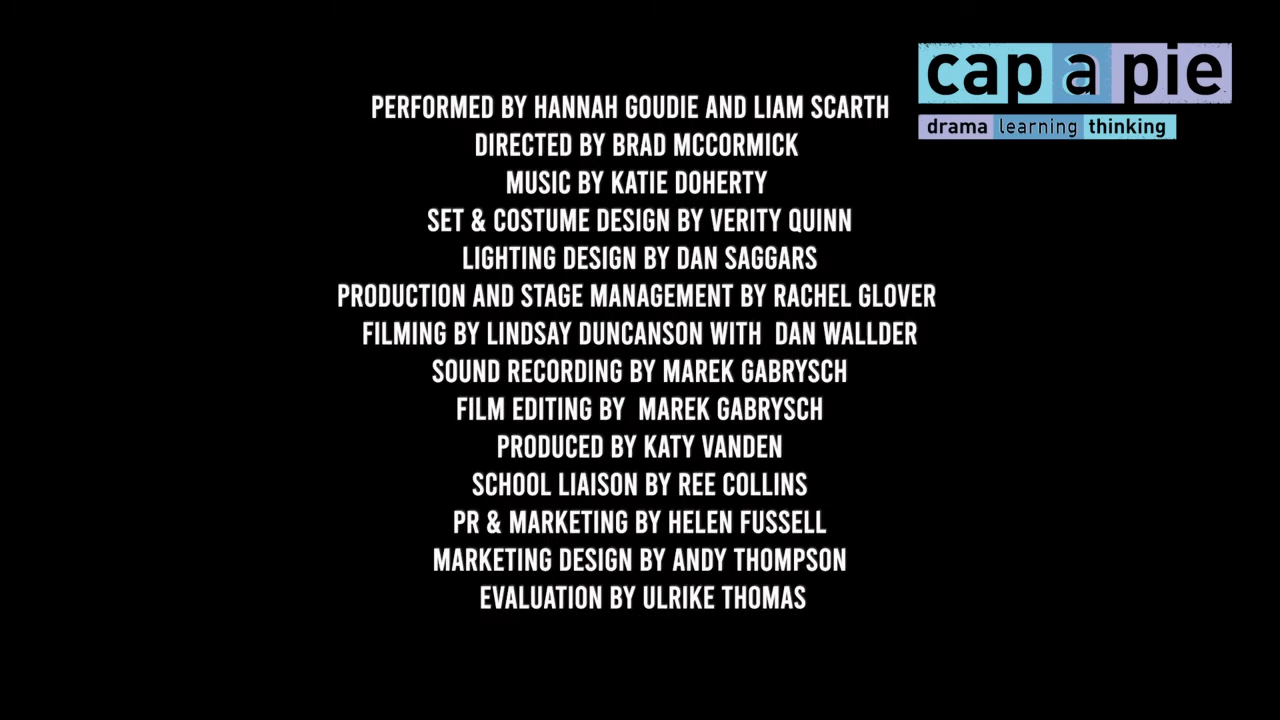 cap a pie
drama learning thinking
PERFORMED BY HANNAH GOUDIE AND LIAM SCARTH
DIRECTED BY BRAD MCCORMICK
MUSIC BY KATIE DOHERTY
SET & COSTUME DESIGN BY VERITY QUINN
LIGHTING DESIGN BY DAN SAGGARS
PRODUCTION AND STAGE MANAGEMENT BY RACHEL GLOVER
FILMING BY LINDSAY DUNCANSON WITH  DAN WALLDER
SOUND RECORDING BY MAREK GABRYSCH
FILM EDITING BY  MAREK GABRYSCH
PRODUCED BY KATY VANDEN
SCHOOL LIAISON BY REE COLLINS
PR & MARKETING BY HELEN FUSSELL
MARKETING DESIGN BY ANDY THOMPSON
EVALUATION BY ULRIKE THOMAS